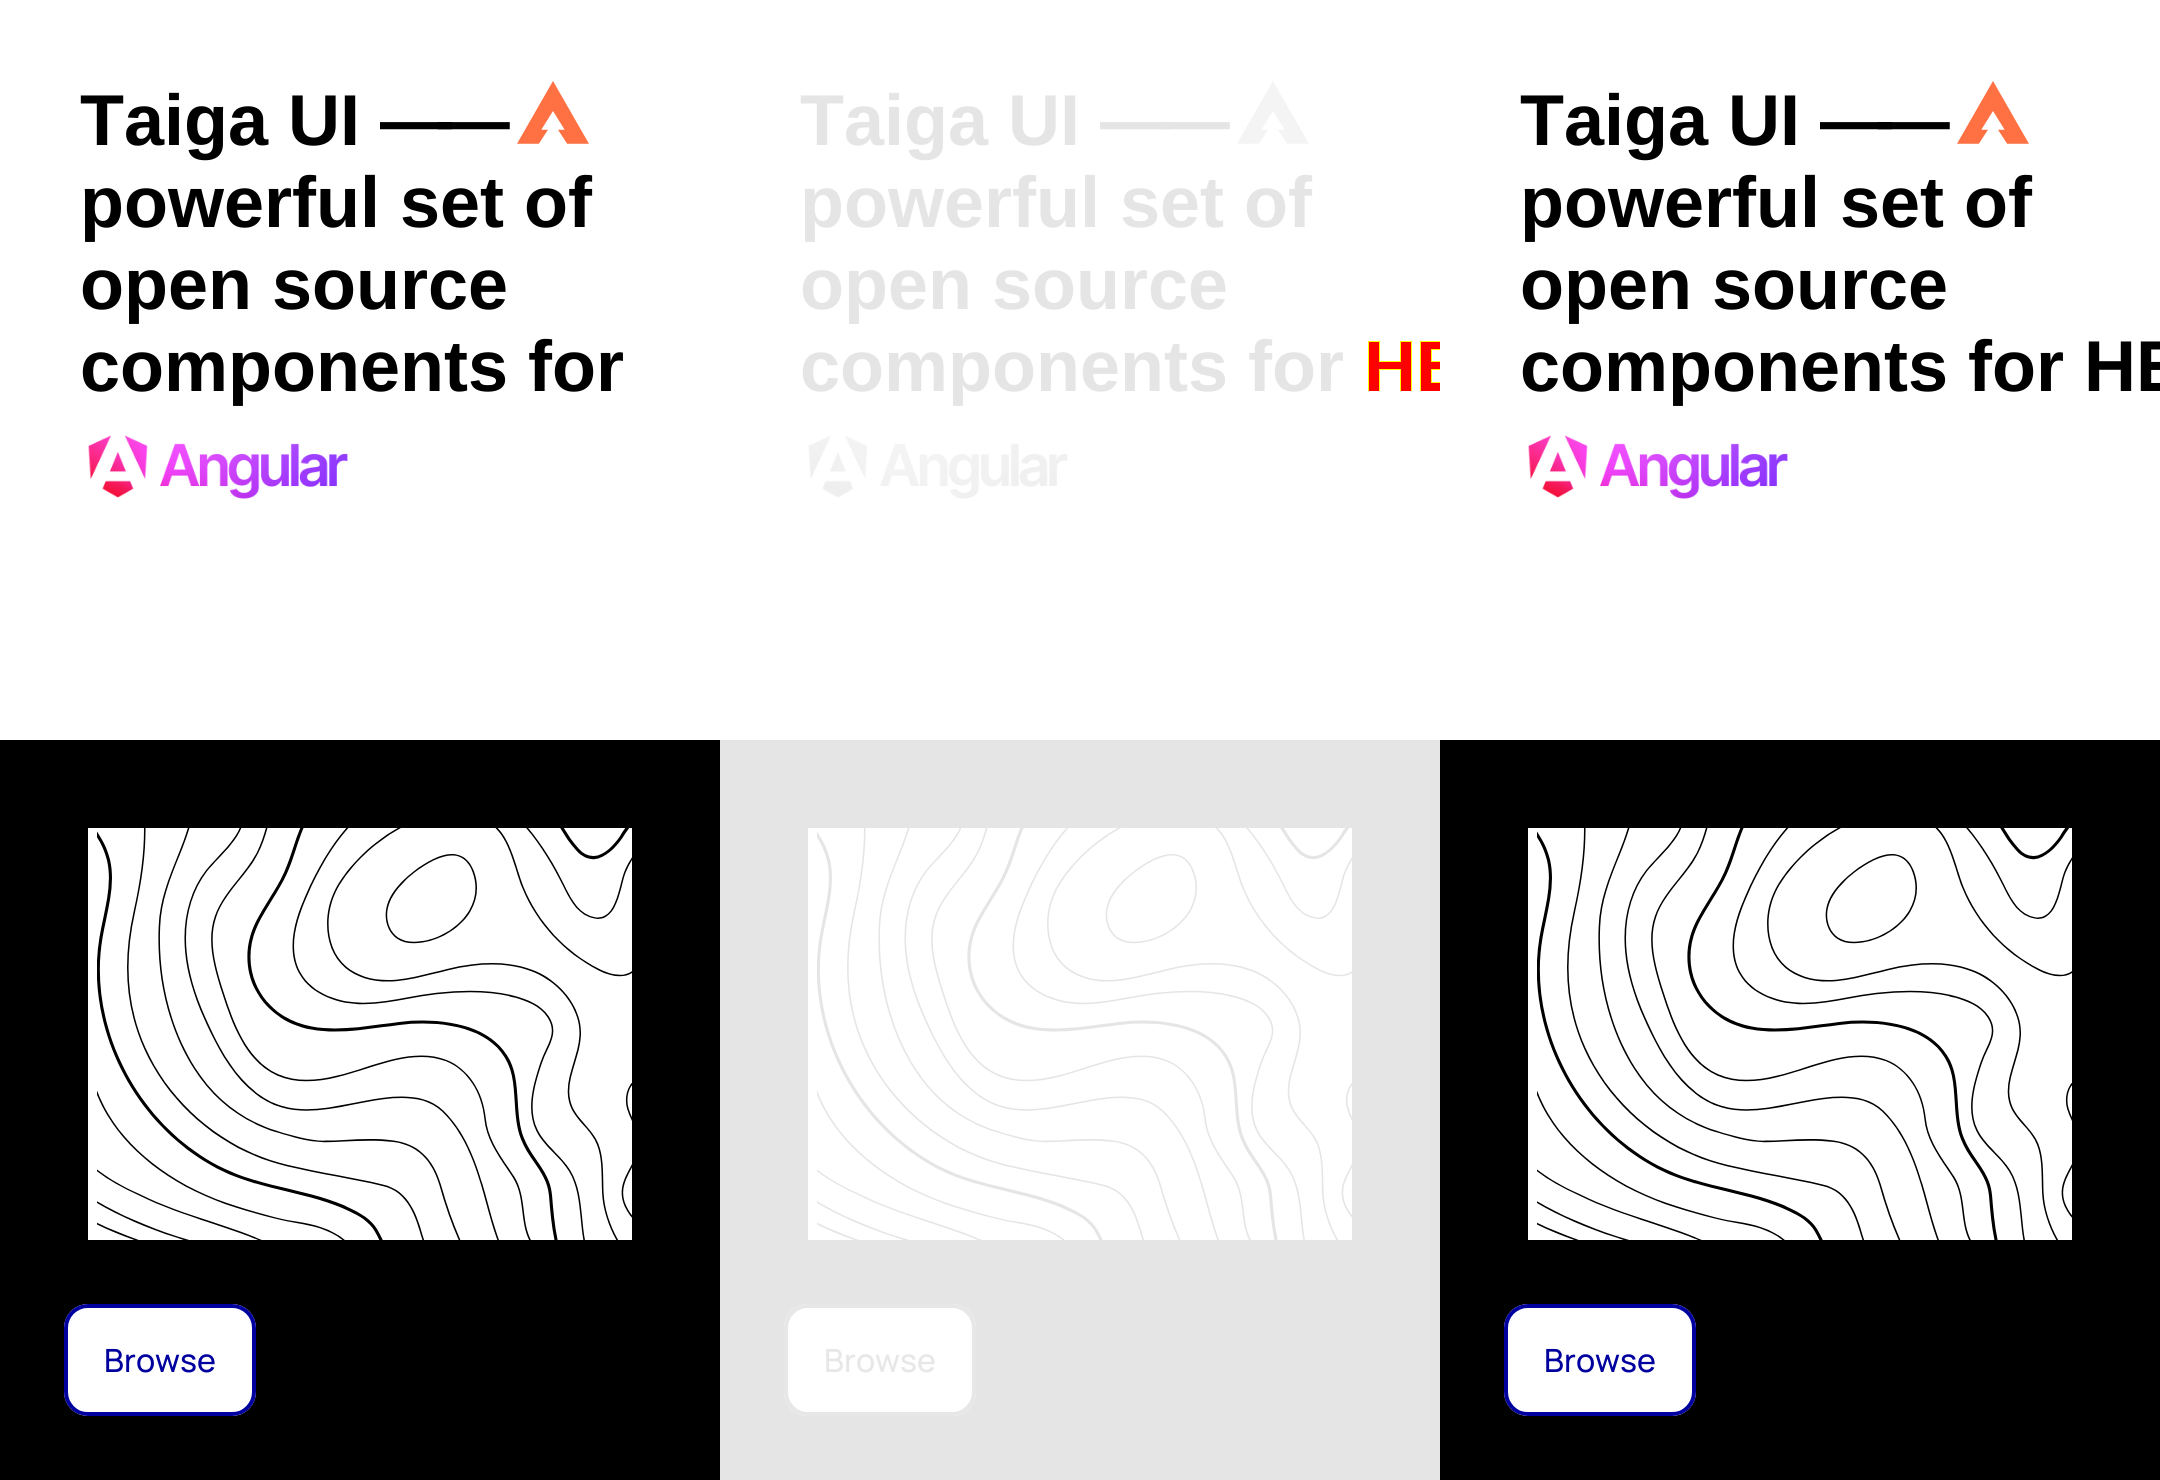 Taiga UI ——
powerful set of
open source
components for
Angular
Browse
Taiga UI ——
powerful set of
open source
components for HE
Angular
Browse
Taiga UI ——
powerful set of
open source
components for HE
Angular
Browse